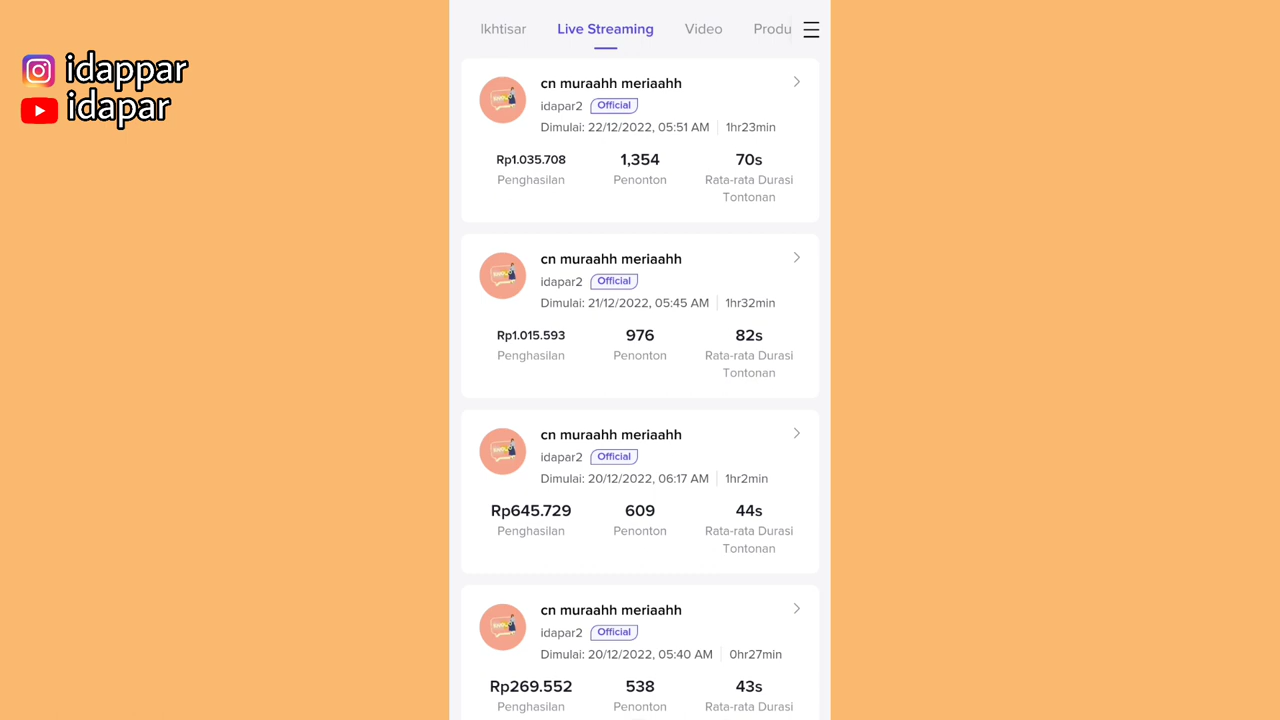 idappar
idapar
Ikhtisar Live Streaming Video Produ
cn muraahh meriaahh
idapar2 Official
Dimulai: 22/12/2022, 05:51 AM 1hr23min
Rp1.035.708 1,354 70s
Penghasilan Penonton Rata-rata Durasi
Tontonan
cn muraahh meriaahh
idapar2 Official
Dimulai: 21/12/2022, 05:45 AM 1hr32min
Rp1.015.593 976 82s
Penghasilan Penonton Rata-rata Durasi
Tontonan
cn muraahh meriaahh
idapar2 Official
Dimulai: 20/12/2022, 06:17 AM 1hr2min
Rp645.729 609 44s
Penghasilan Penonton Rata-rata Durasi
Tontonan
cn muraahh meriaahh
idapar2 Official
Dimulai: 20/12/2022, 05:40 AM 0hr27min
Rp269.552 538 43s
Penghasilan Penonton Rata-rata Durasi